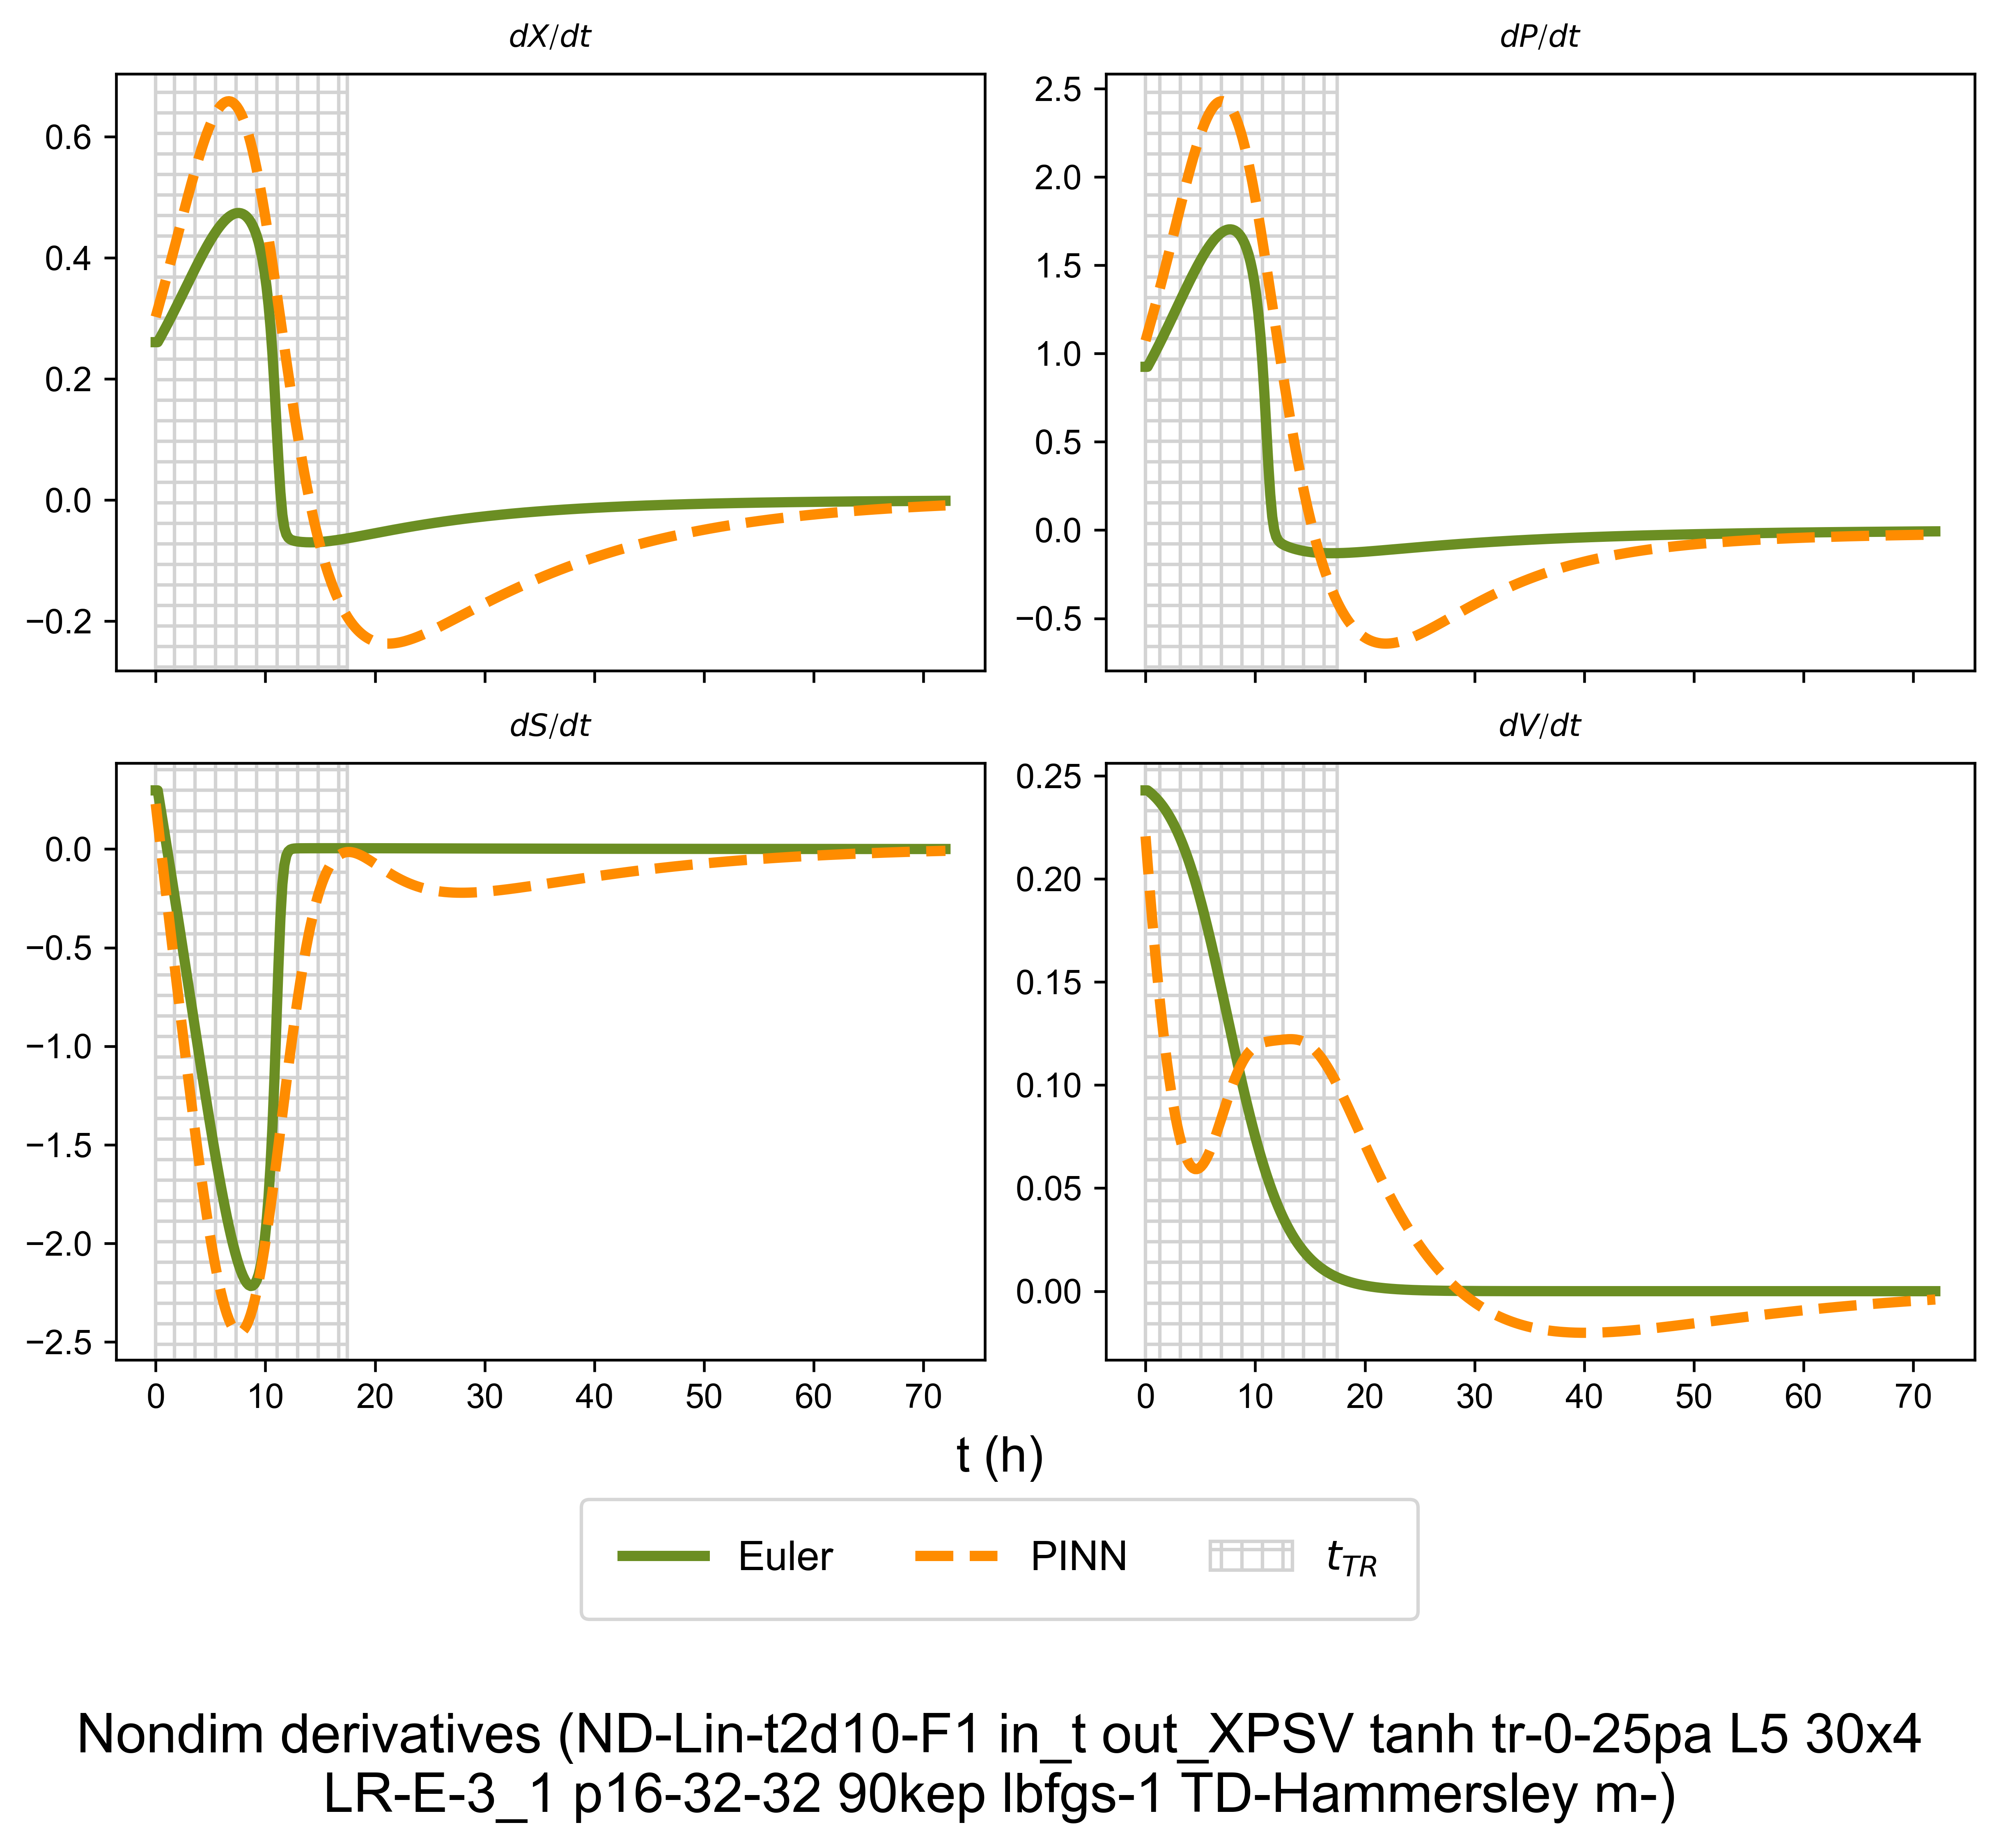 dX/dt
dP/dt
0.6
0.4
0.2
0.0
−0.2
2.5
2.0
1.5
1.0
0.5
0.0
−0.5
dS/dt
dV/dt
0.0
−0.5
−1.0
−1.5
−2.0
−2.5
0 10 20 30 40 50 60 70
0.25
0.20
0.15
0.10
0.05
0.00
0 10 20 30 40 50 60 70
t (h)
Euler PINN t_TR
Nondim derivatives (ND-Lin-t2d10-F1 in_t out_XPSV tanh tr-0-25pa L5 30x4
LR-E-3_1 p16-32-32 90kep lbfgs-1 TD-Hammersley m-)